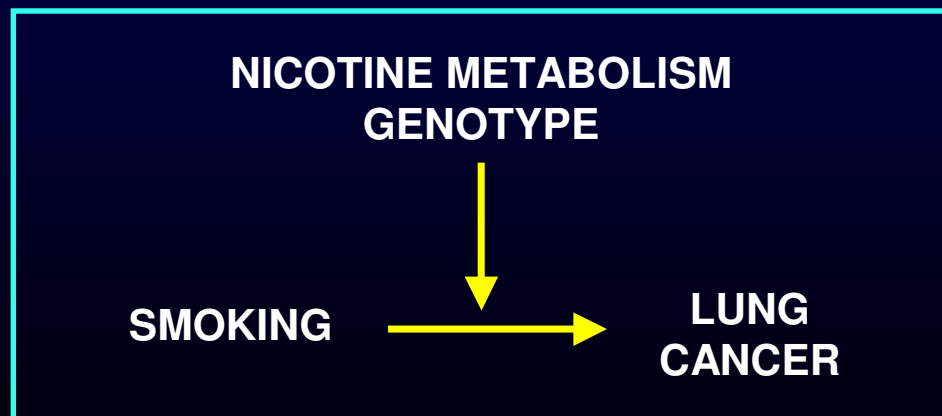 NICOTINE METABOLISM
GENOTYPE
SMOKING
LUNG
CANCER